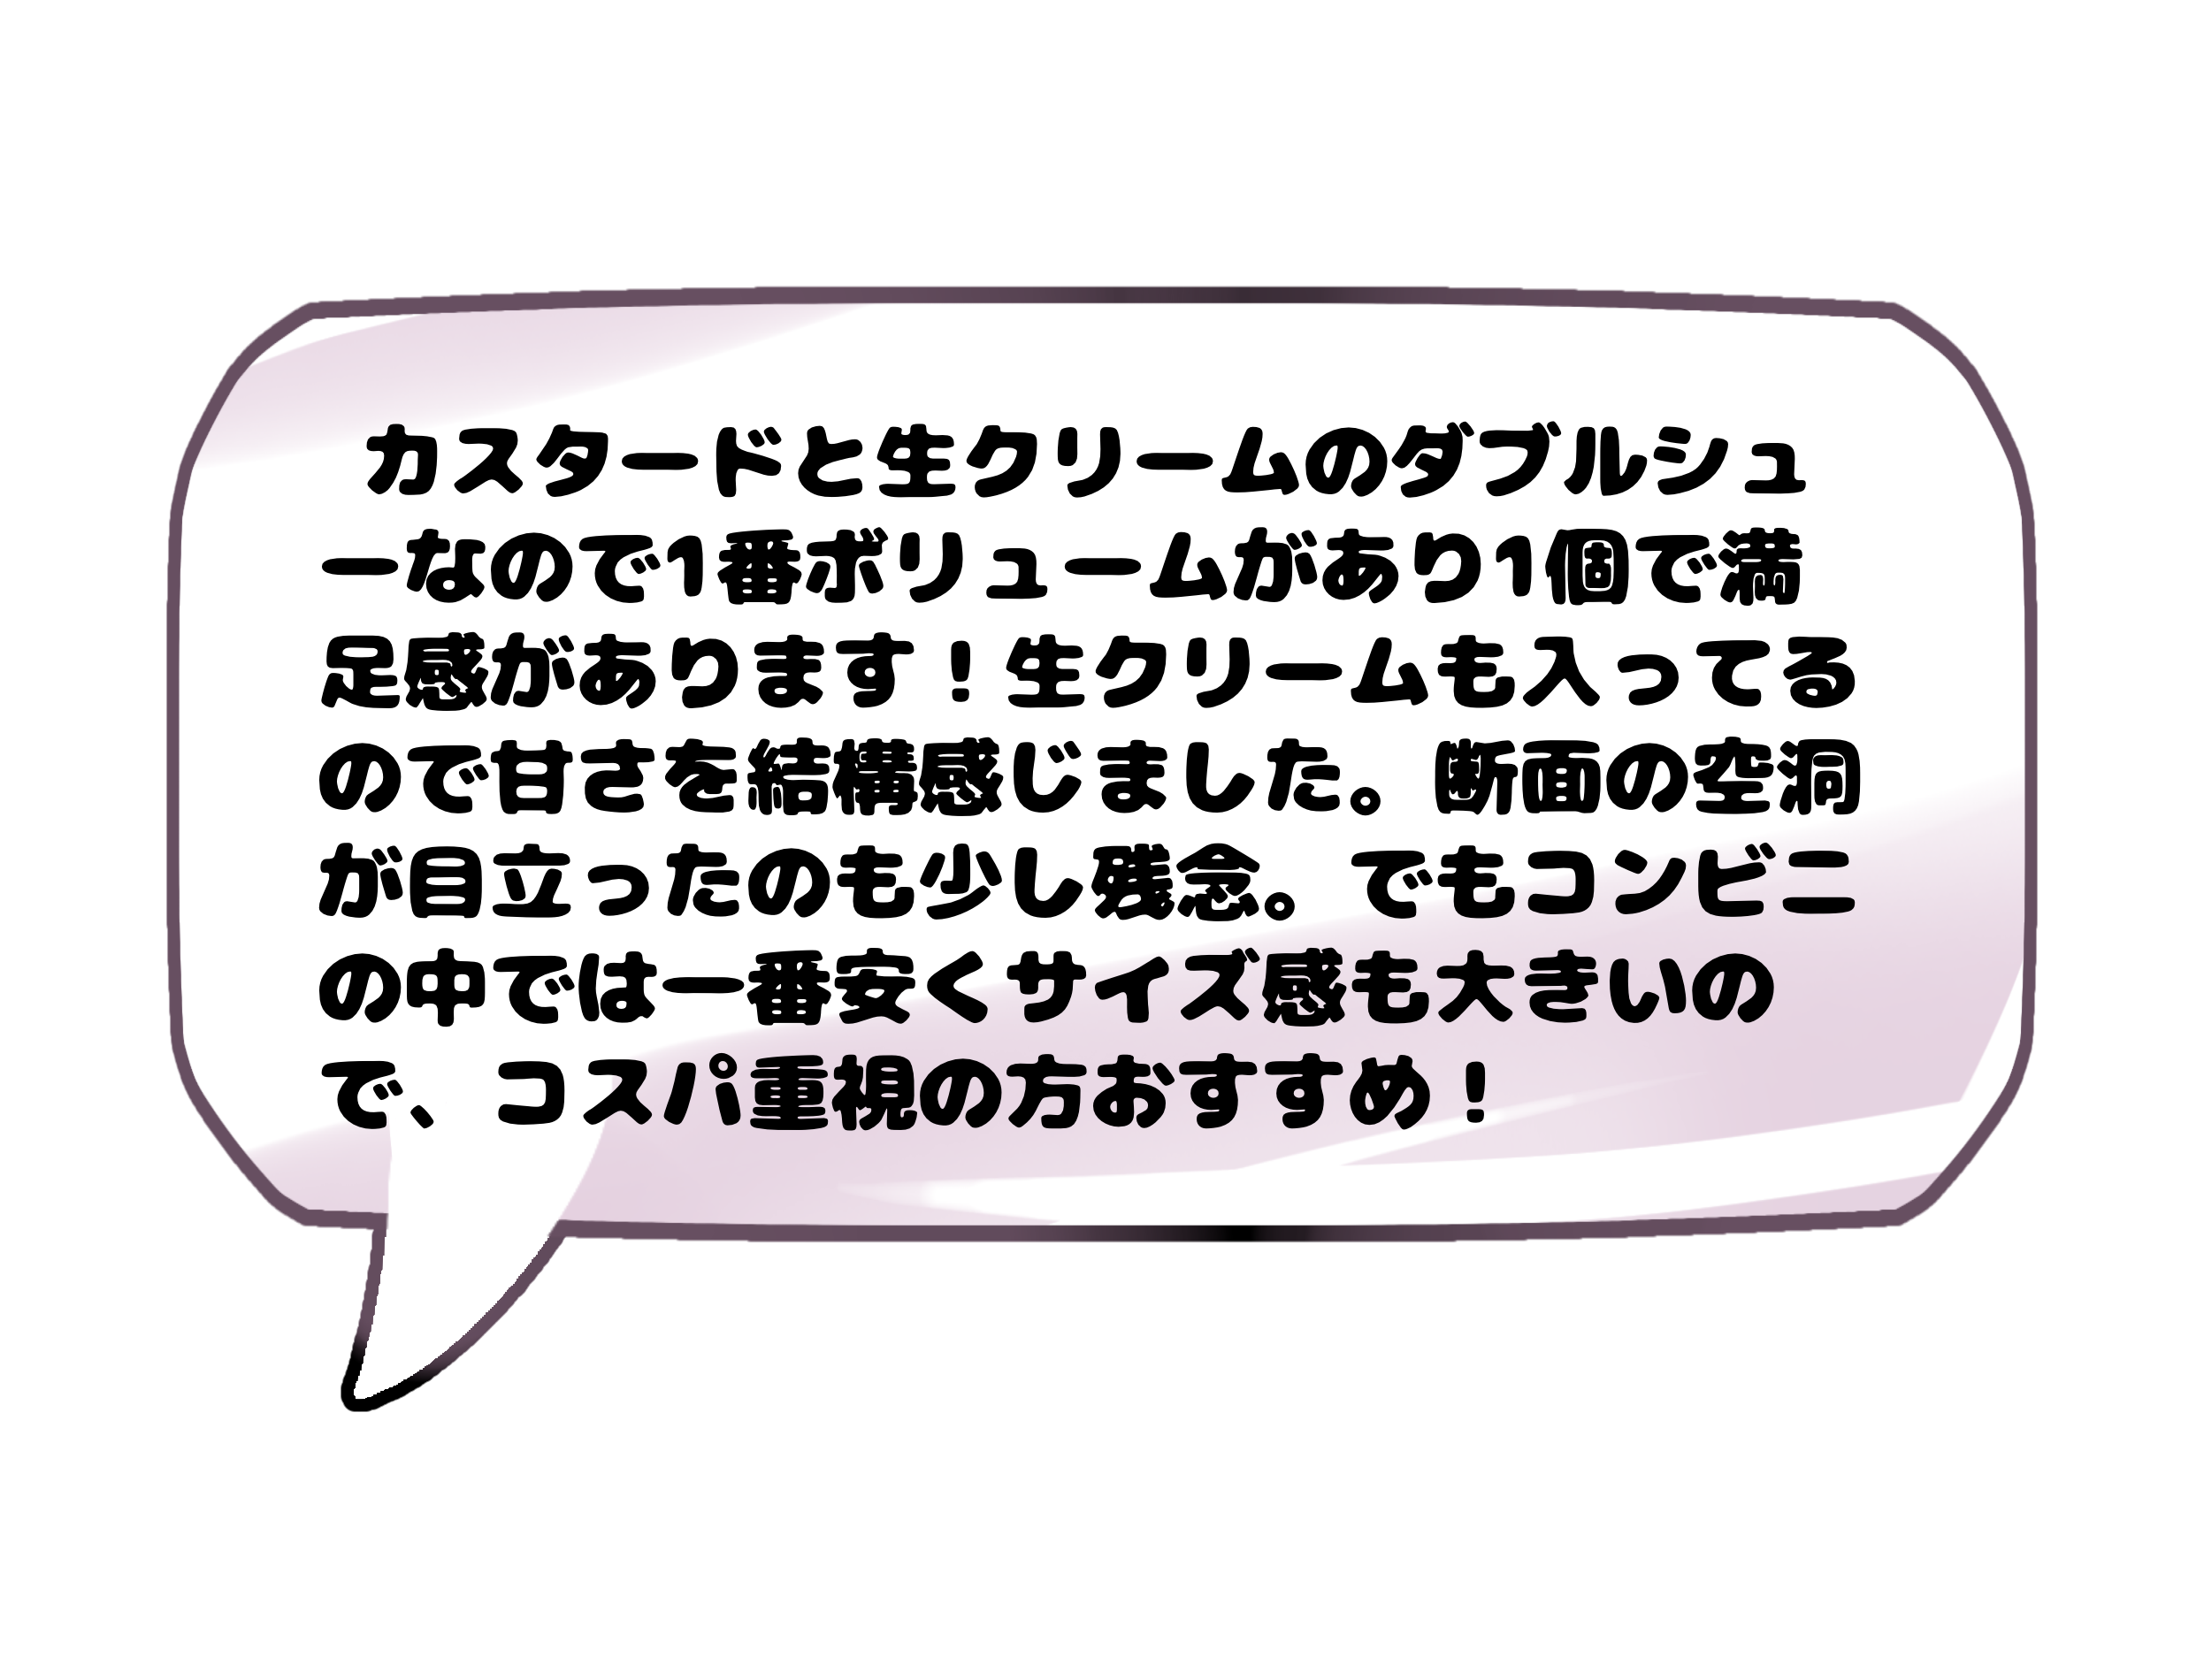 カスタードと生クリームのダブルシュ
ーなので1番ボリュームがあり1個で満
足感があります！生クリームも入ってる
ので甘さを結構感じました。断面の空洞
が目立ったのも少し残念。でもコンビニ
の中では一番安くサイズ感も大きいの
で、コスパ重視の方おすすめ！